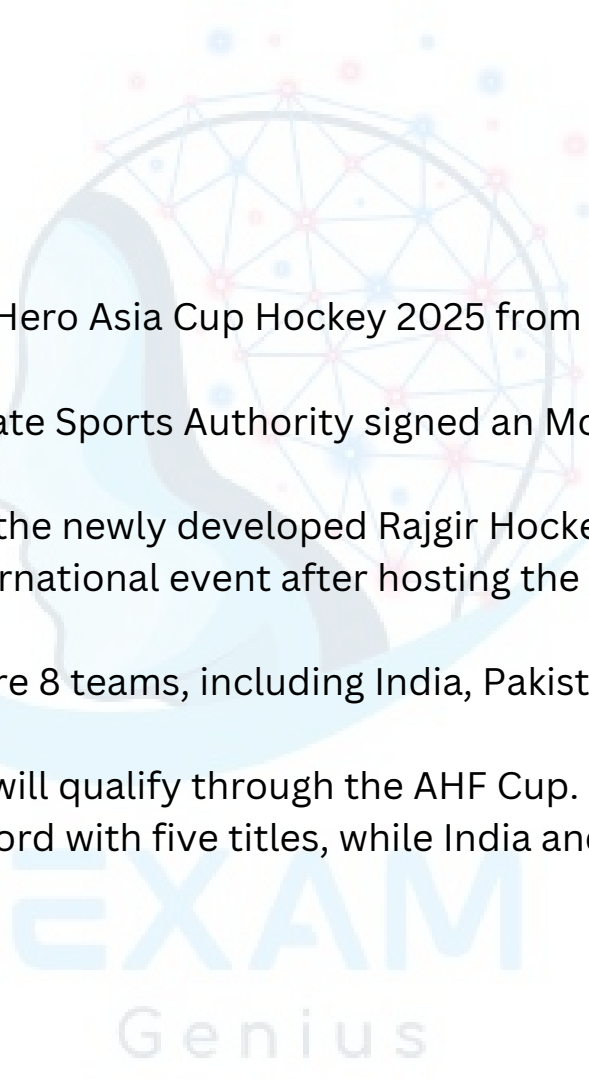 Hero Asia Cup Hockey 2025 from
ate Sports Authority signed an Mo
the newly developed Rajgir Hocke
rnational event after hosting the
re 8 teams, including India, Pakist
will qualify through the AHF Cup.
ord with five titles, while India and
EXAM
Genius